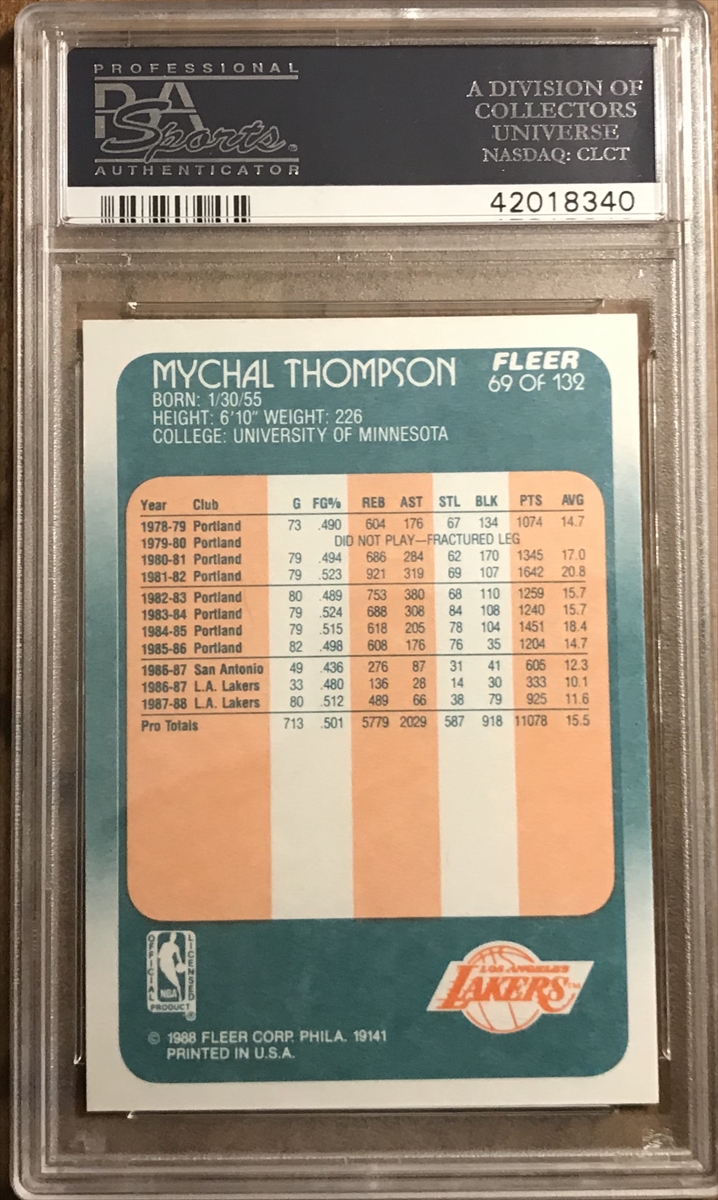 PROFESSIONAL
PSA
Sports
AUTHENTICATOR
A DIVISION OF
COLLECTORS
UNIVERSE
NASDAQ: CLCT
42018340
MYCHAL THOMPSON
FLEER
69 OF 132
BORN: 1/30/55
HEIGHT: 6'10" WEIGHT: 226
COLLEGE: UNIVERSITY OF MINNESOTA
Year Club G FG% REB AST STL BLK PTS AVG
1978-79 Portland 73 .490 604 176 67 134 1074 14.7
1979-80 Portland DID NOT PLAY—FRACTURED LEG
1980-81 Portland 79 .494 686 284 62 170 1345 17.0
1981-82 Portland 79 .523 921 319 69 107 1642 20.8
1982-83 Portland 80 .489 753 380 68 110 1259 15.7
1983-84 Portland 79 .524 688 308 84 108 1240 15.7
1984-85 Portland 79 .515 618 205 78 104 1451 18.4
1985-86 Portland 82 .498 608 176 76 35 1204 14.7
1986-87 San Antonio 49 .436 276 87 31 41 606 12.3
1986-87 L.A. Lakers 33 .480 136 28 14 30 333 10.1
1987-88 L.A. Lakers 80 .512 489 66 38 79 925 11.6
Pro Totals 713 .501 5779 2029 587 918 11078 15.5
OFFICIAL LICENSED
NBA
PRODUCT ®
LOS ANGELES
LAKERS TM
© 1988 FLEER CORP. PHILA. 19141
PRINTED IN U.S.A.